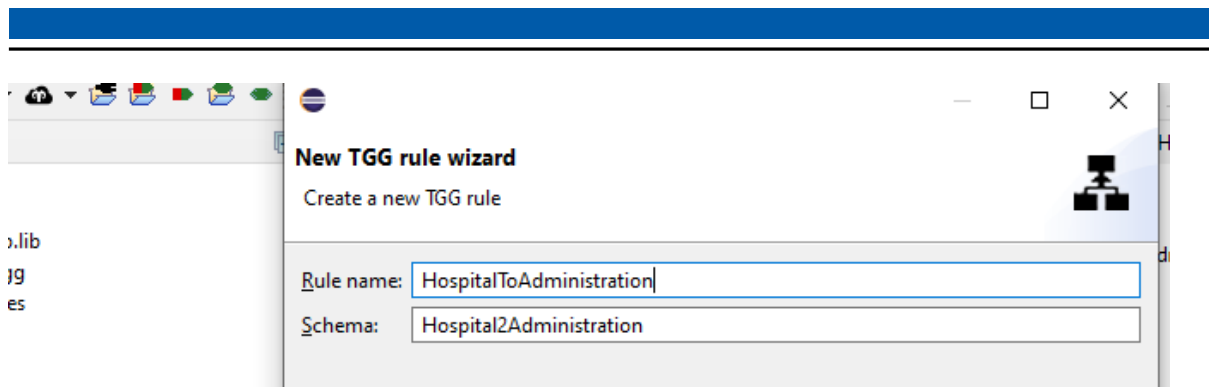 New TGG rule wizard
Create a new TGG rule
Rule name: HospitalToAdministration
Schema: Hospital2Administration